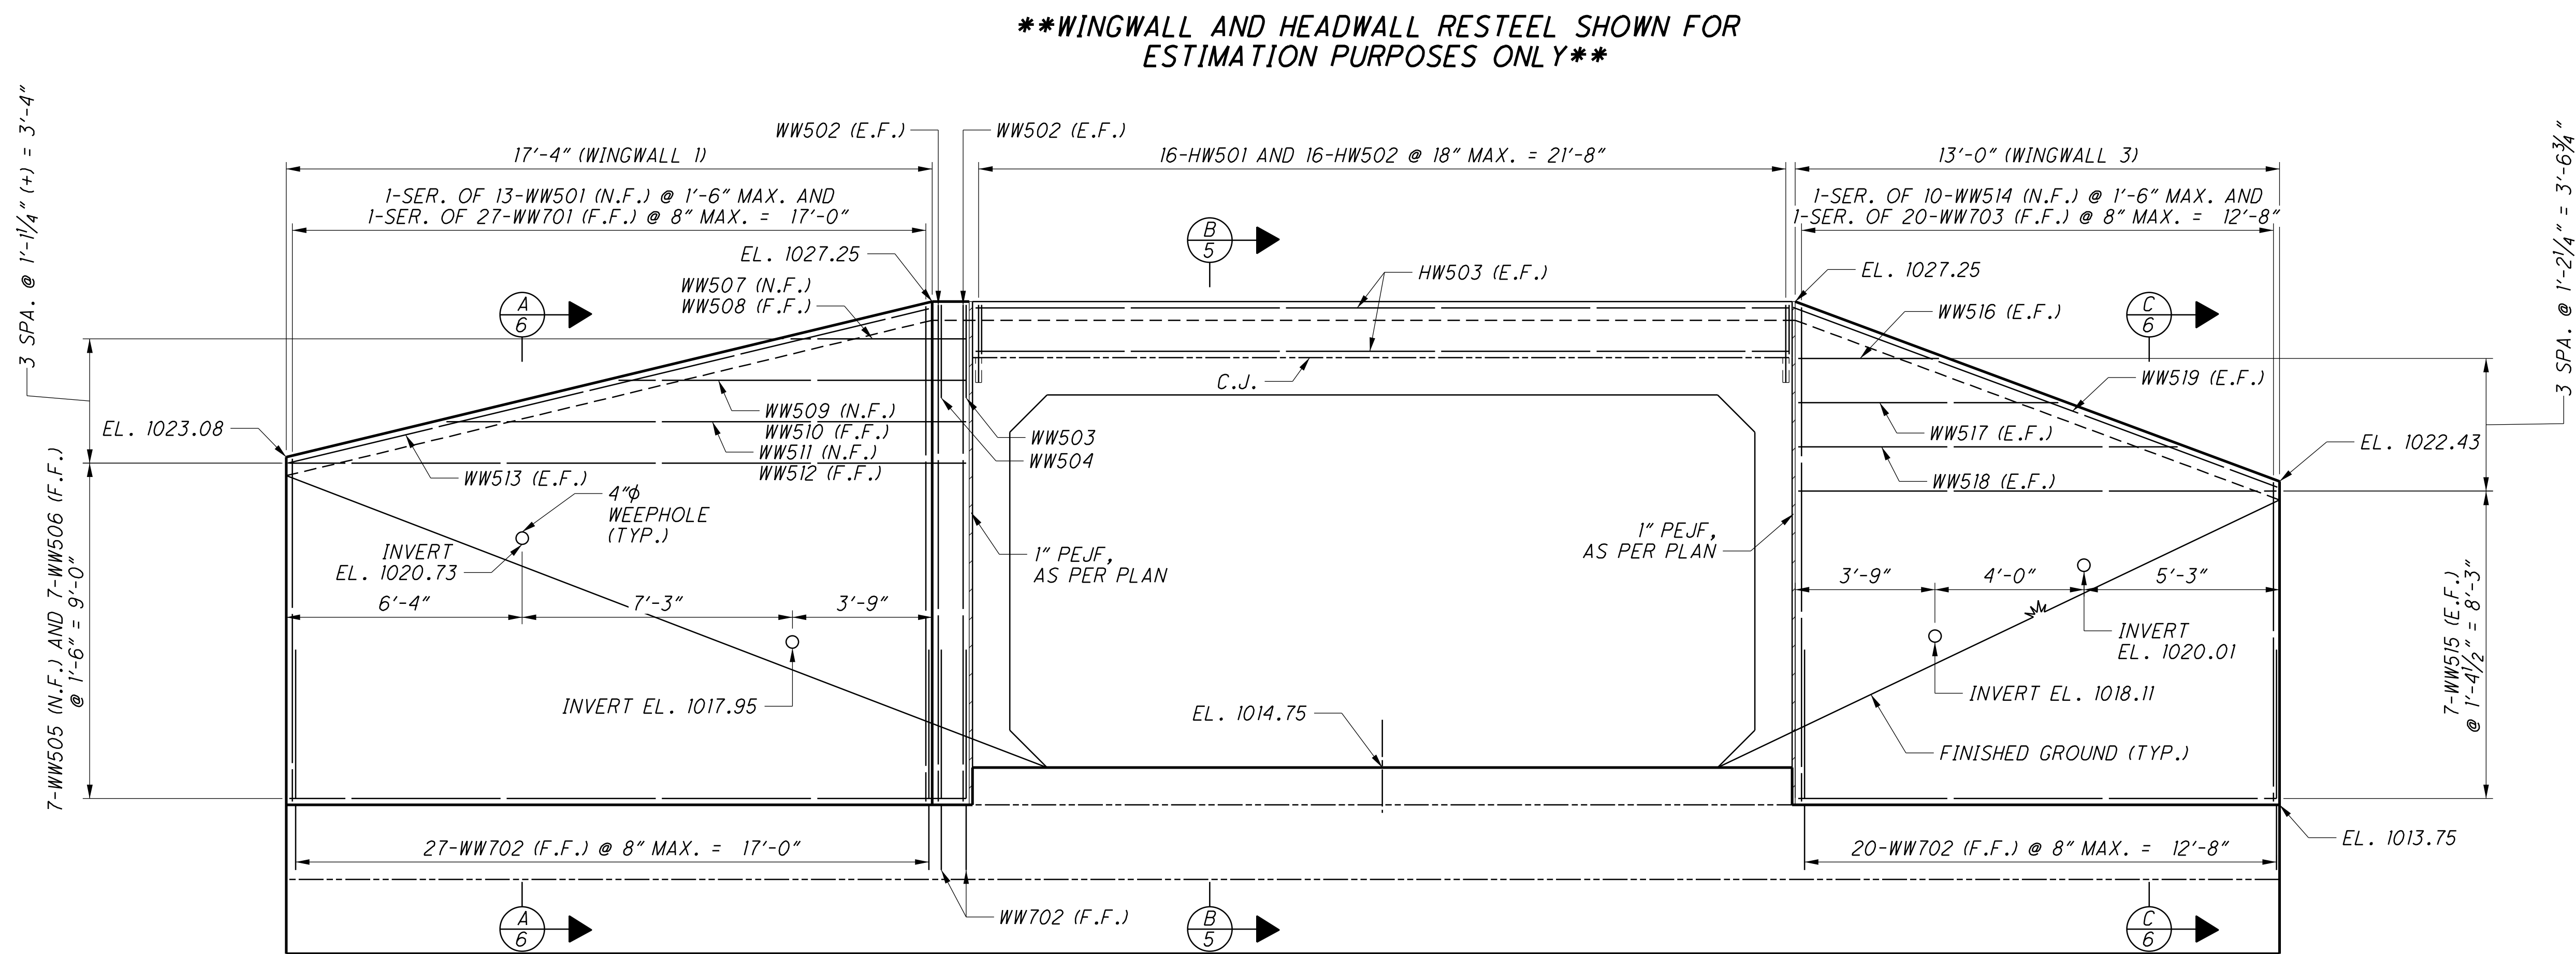 **WINGWALL AND HEADWALL RESTEEL SHOWN FOR
ESTIMATION PURPOSES ONLY**
3 SPA. @ 1'-1 1/4" (+) = 3'-4"
7-WW505 (N.F.) AND 7-WW506 (F.F.)
@ 1'-6" = 9'-0"
17'-4" (WINGWALL 1)
1-SER. OF 13-WW501 (N.F.) @ 1'-6" MAX. AND
1-SER. OF 27-WW701 (F.F.) @ 8" MAX. = 17'-0"
WW502 (E.F.)
WW502 (E.F.)
16-HW501 AND 16-HW502 @ 18" MAX. = 21'-8"
13'-0" (WINGWALL 3)
1-SER. OF 10-WW514 (N.F.) @ 1'-6" MAX. AND
1-SER. OF 20-WW703 (F.F.) @ 8" MAX. = 12'-8"
3 SPA. @ 1'-2 1/4" = 3'-6 3/4"
7-WW515 (E.F.)
@ 1'-4 1/2" = 8'-3"
EL. 1027.25
WW507 (N.F.)
WW508 (F.F.)
A
6
B
5
HW503 (E.F.)
EL. 1027.25
WW516 (E.F.)
C
6
C.J.
WW519 (E.F.)
EL. 1023.08
WW509 (N.F.)
WW510 (F.F.)
WW511 (N.F.)
WW512 (F.F.)
WW503
WW504
WW517 (E.F.)
EL. 1022.43
WW513 (E.F.)
WW518 (E.F.)
4"ϕ
WEEPHOLE
(TYP.)
INVERT
EL. 1020.73
1" PEJF,
AS PER PLAN
1" PEJF,
AS PER PLAN
6'-4"
7'-3"
3'-9"
3'-9"
4'-0"
5'-3"
INVERT
EL. 1020.01
INVERT EL. 1017.95
EL. 1014.75
INVERT EL. 1018.11
FINISHED GROUND (TYP.)
27-WW702 (F.F.) @ 8" MAX. = 17'-0"
20-WW702 (F.F.) @ 8" MAX. = 12'-8"
EL. 1013.75
WW702 (F.F.)
A
6
B
5
C
6